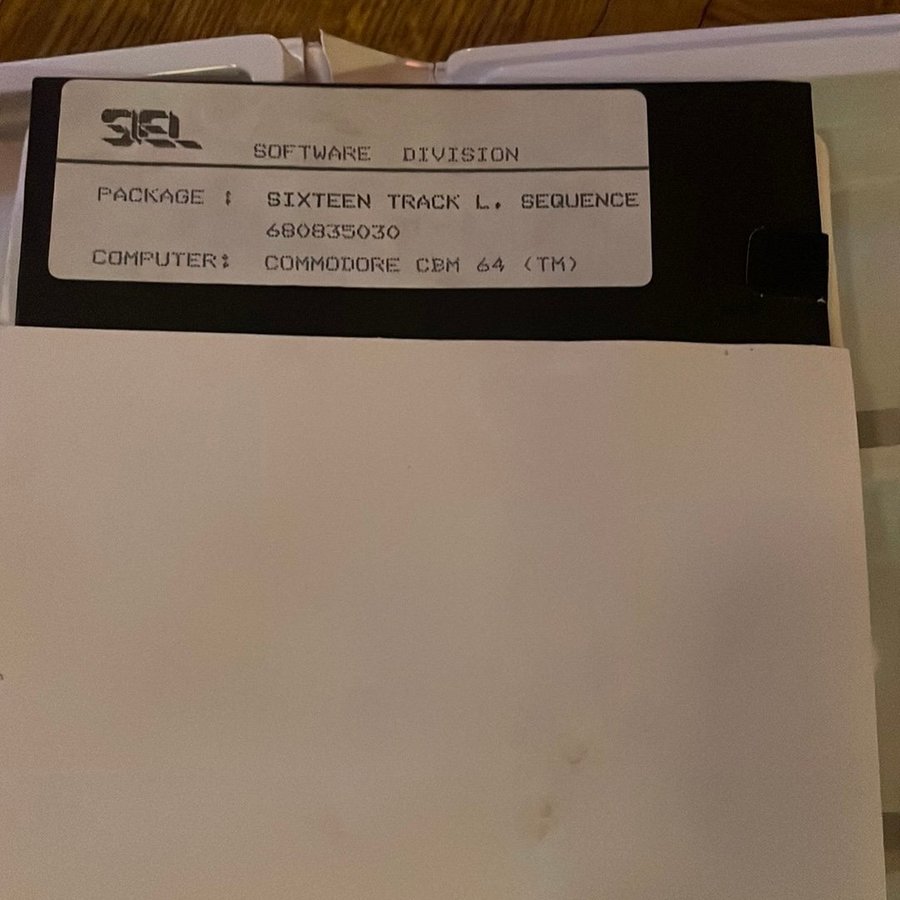 SIEL
SOFTWARE DIVISION
PACKAGE : SIXTEEN TRACK L. SEQUENCE
680835030
COMPUTER: COMMODORE CBM 64 (TM)